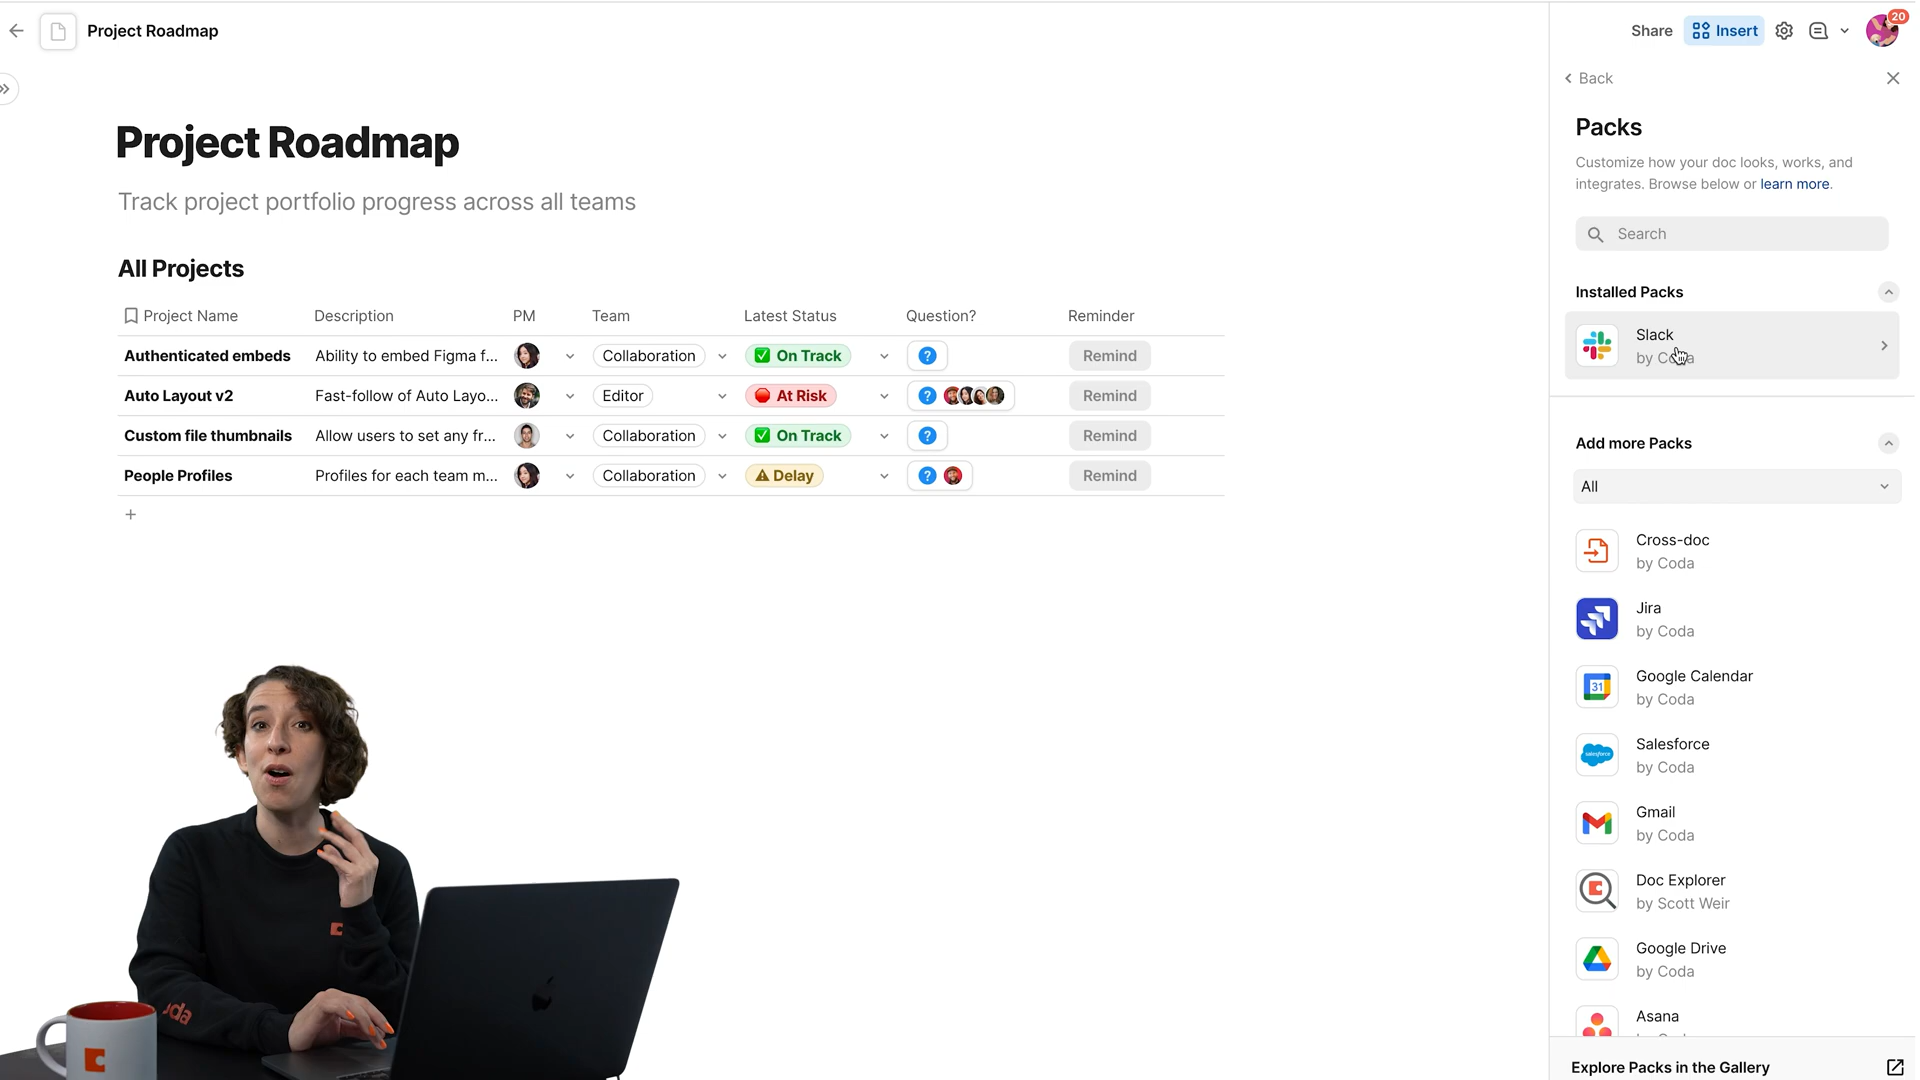 Project Roadmap
Share
Insert
20
Back
Project Roadmap
Track project portfolio progress across all teams
All Projects
Project Name Description PM Team Latest Status Question? Reminder
Authenticated embeds Ability to embed Figma f... Collaboration On Track ? Remind
Auto Layout v2 Fast-follow of Auto Layo... Editor At Risk ? Remind
Custom file thumbnails Allow users to set any fr... Collaboration On Track ? Remind
People Profiles Profiles for each team m... Collaboration Delay ? Remind
Packs
Customize how your doc looks, works, and
integrates. Browse below or learn more.
Search
Installed Packs
Slack
by Coda
Add more Packs
All
Cross-doc
by Coda
Jira
by Coda
31
Google Calendar
by Coda
salesforce
Salesforce
by Coda
Gmail
by Coda
Doc Explorer
by Scott Weir
Google Drive
by Coda
Asana
Explore Packs in the Gallery